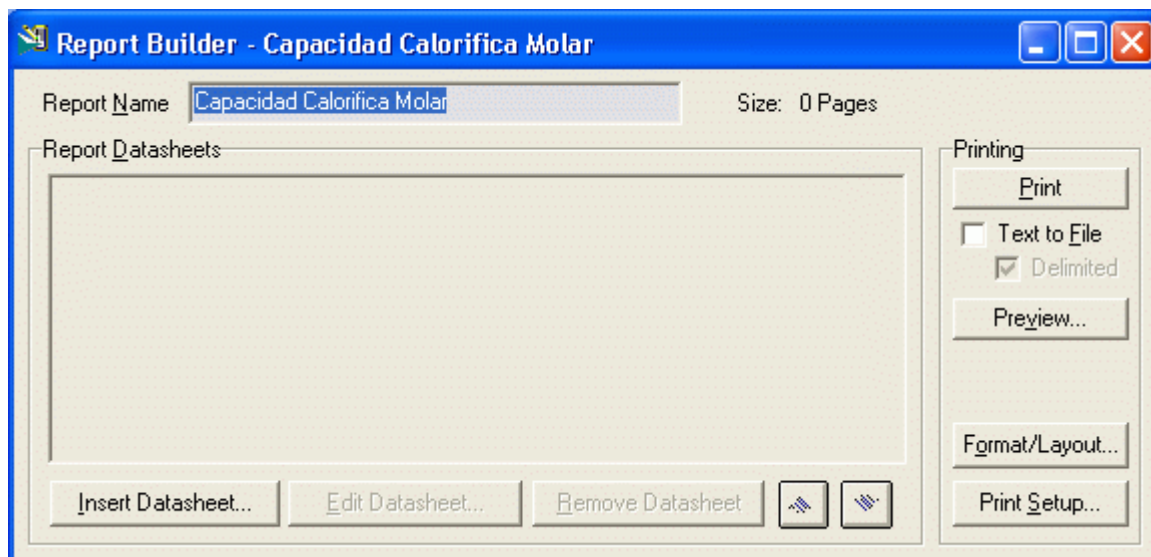 Report Builder - Capacidad Calorifica Molar
Report Name Capacidad Calorifica Molar Size: 0 Pages
Report Datasheets
Printing
Print
Text to File
Delimited
Preview...
Format/Layout...
Insert Datasheet... Edit Datasheet... Remove Datasheet Print Setup...